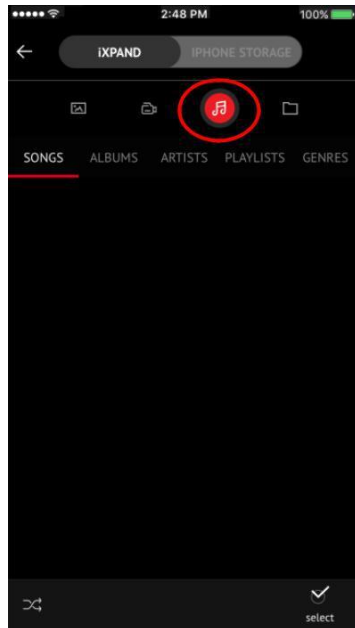 2:48 PM 100%
iXPAND IPHONE STORAGE
SONGS ALBUMS ARTISTS PLAYLISTS GENRES
select